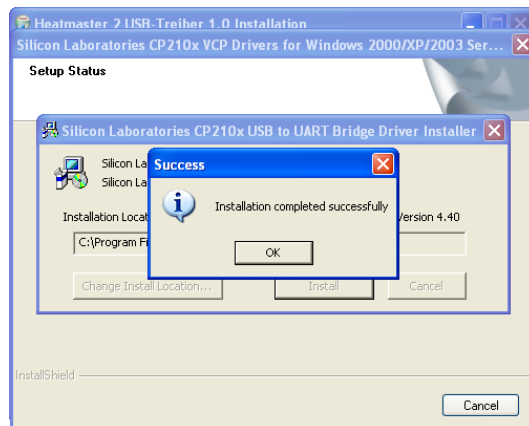 Heatmaster 2 USB-Treiber 1.0 Installation
Silicon Laboratories CP210x VCP Drivers for Windows 2000/XP/2003 Ser...
Setup Status
Silicon Laboratories CP210x USB to UART Bridge Driver Installer
Silicon La
Silicon La
Success
Installation completed successfully
OK
Installation Locat
Version 4.40
C:\Program Fi
Change Install Location...
Install
Cancel
InstallShield
Cancel